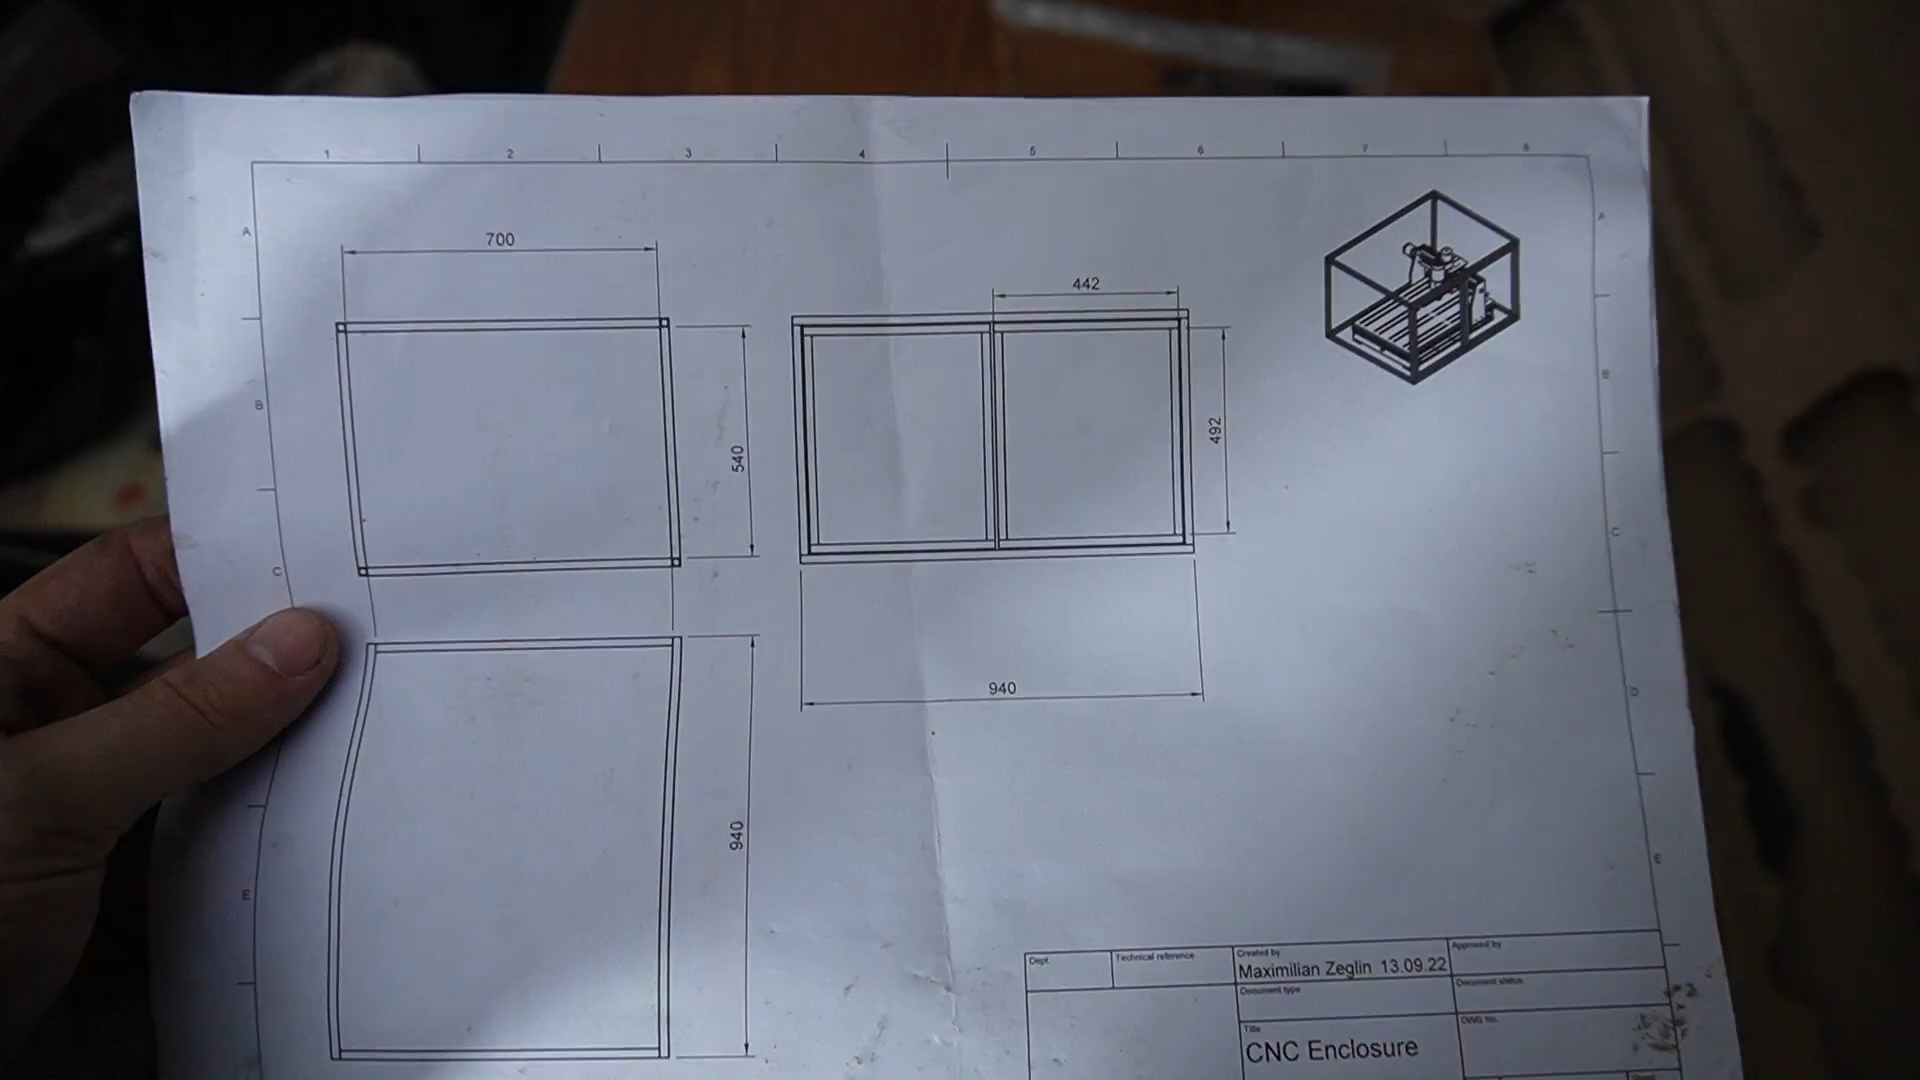 1 2 3 4 5 6 7 8
A A
700
442
B B
540
492
C C
D
940
940
E E
Dept.
Technical reference
Created by
Maximilian Zeglin 13.09.22
Approved by
Document type
Document status
Title
CNC Enclosure
DWG No.
F